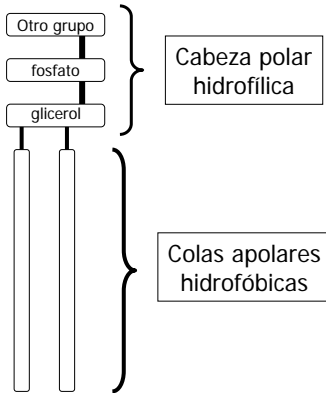 Otro grupo
fosfato
glicerol
Cabeza polar
hidrofílica
Colas apolares
hidrofóbicas